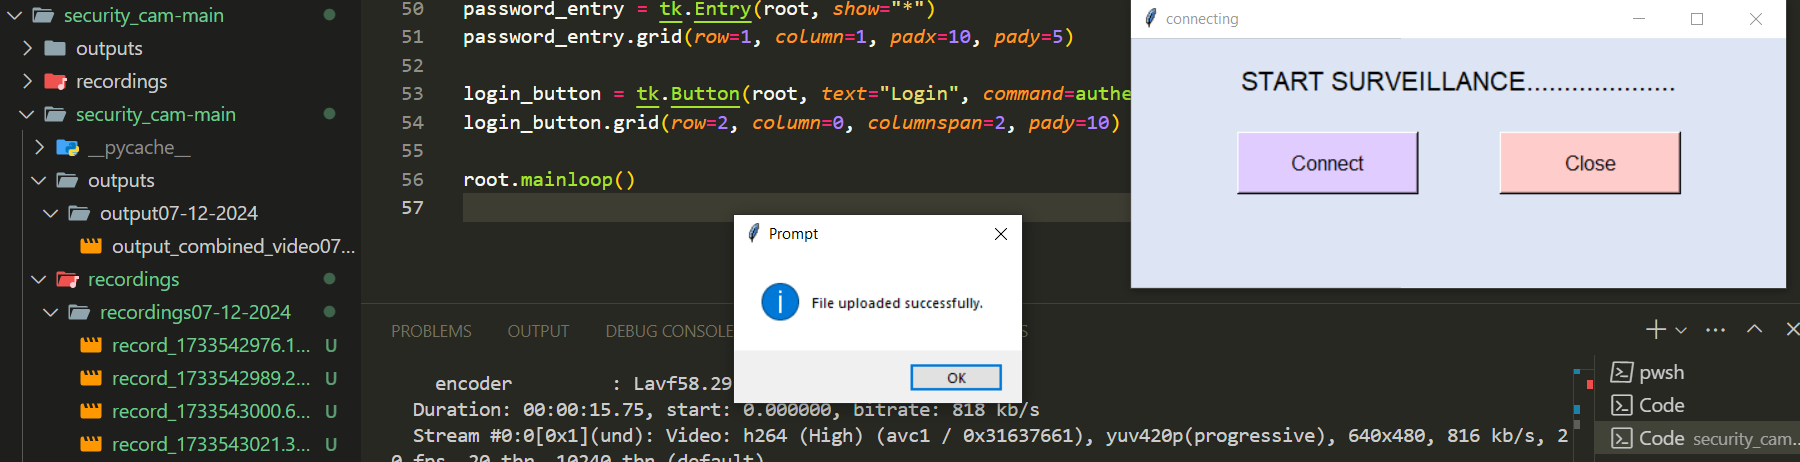 security_cam-main
outputs
recordings
security_cam-main
__pycache__
outputs
output07-12-2024
output_combined_video07...
recordings
recordings07-12-2024
record_1733542976.1... U
record_1733542989.2... U
record_1733543000.6... U
record_1733543021.3... U
50 password_entry = tk.Entry(root, show="*")
51 password_entry.grid(row=1, column=1, padx=10, pady=5)
52
53 login_button = tk.Button(root, text="Login", command=authe
54 login_button.grid(row=2, column=0, columnspan=2, pady=10)
55
56 root.mainloop()
57
connecting
START SURVEILLANCE....................
Connect Close
Prompt
File uploaded successfully.
OK
PROBLEMS OUTPUT DEBUG CONSOLE S
encoder : Lavf58.29
Duration: 00:00:15.75, start: 0.000000, bitrate: 818 kb/s
Stream #0:0[0x1](und): Video: h264 (High) (avc1 / 0x31637661), yuv420p(progressive), 640x480, 816 kb/s, 2
0 fps, 20 tbr, 10240 tbn (default)
pwsh
Code
Code security_cam...